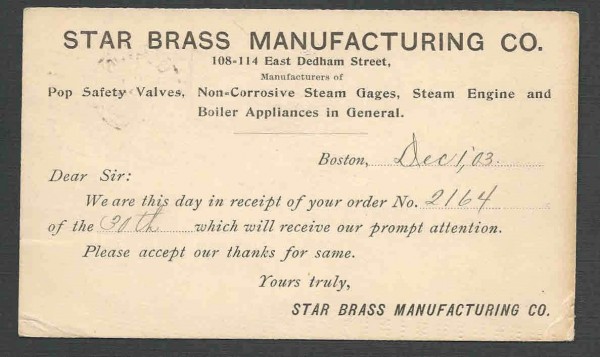 STAR BRASS MANUFACTURING CO.
108-114 East Dedham Street,
Manufacturers of
Pop Safety Valves, Non-Corrosive Steam Gages, Steam Engine and
Boiler Appliances in General.
Boston, Dec 1, 03.
Dear Sir:
We are this day in receipt of your order No. 2164
of the 30th which will receive our prompt attention.
Please accept our thanks for same.
Yours truly,
STAR BRASS MANUFACTURING CO.